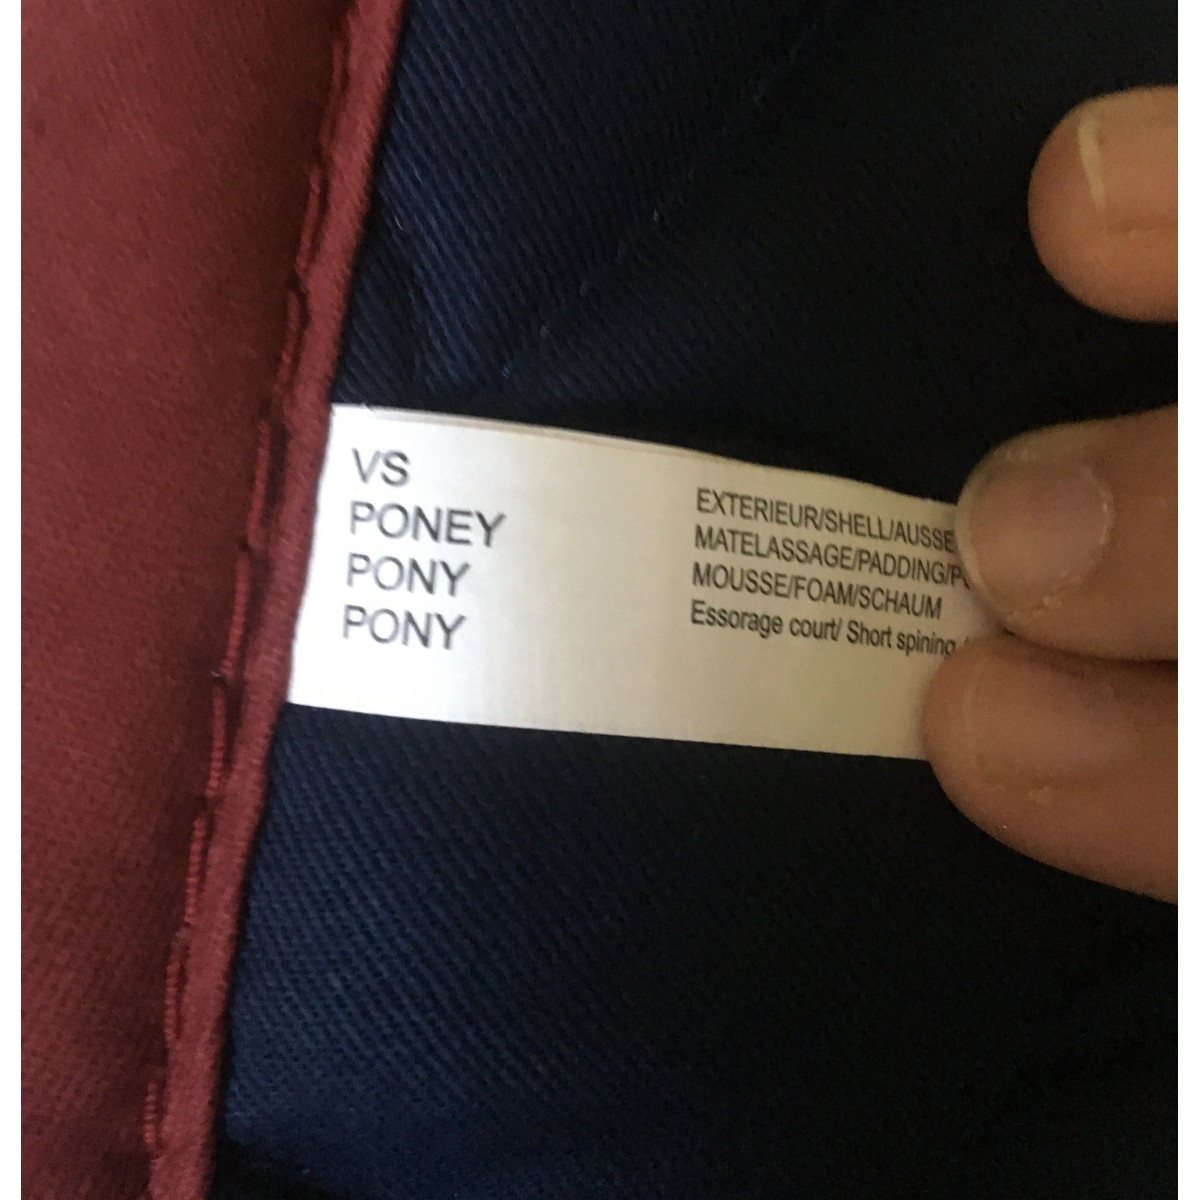 VS
PONEY
PONY
PONY
EXTERIEUR/SHELL/AUSSE
MATELASSAGE/PADDING/P
MOUSSE/FOAM/SCHAUM
Essorage court/ Short spining